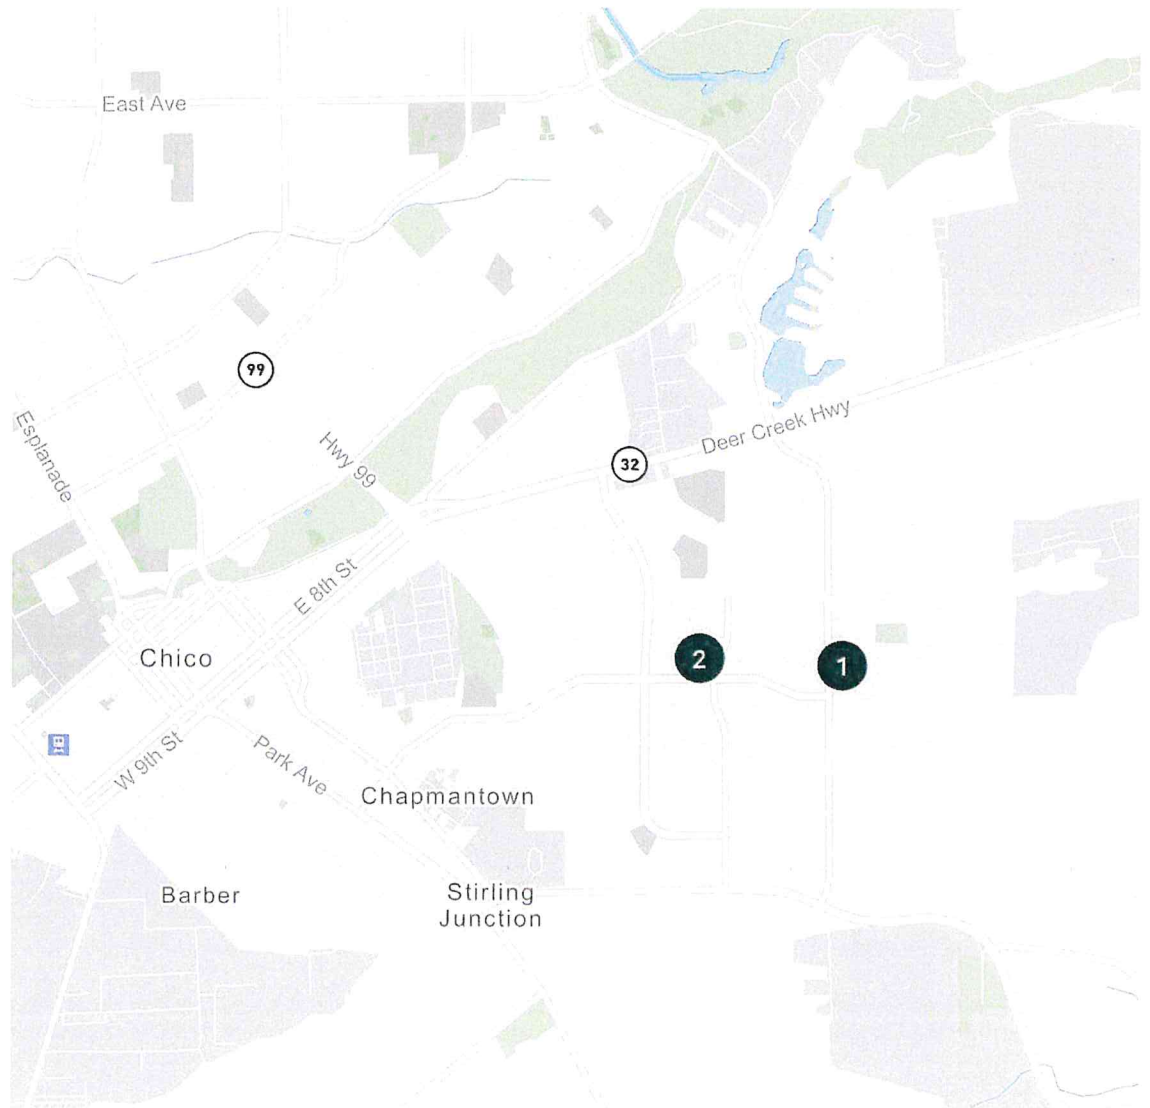 East Ave
99
Esplanade
Hwy 99
Deer Creek Hwy
32
E 8th St
Chico
2
1
W 9th St
Park Ave
Chapmantown
Barber
Stirling
Junction